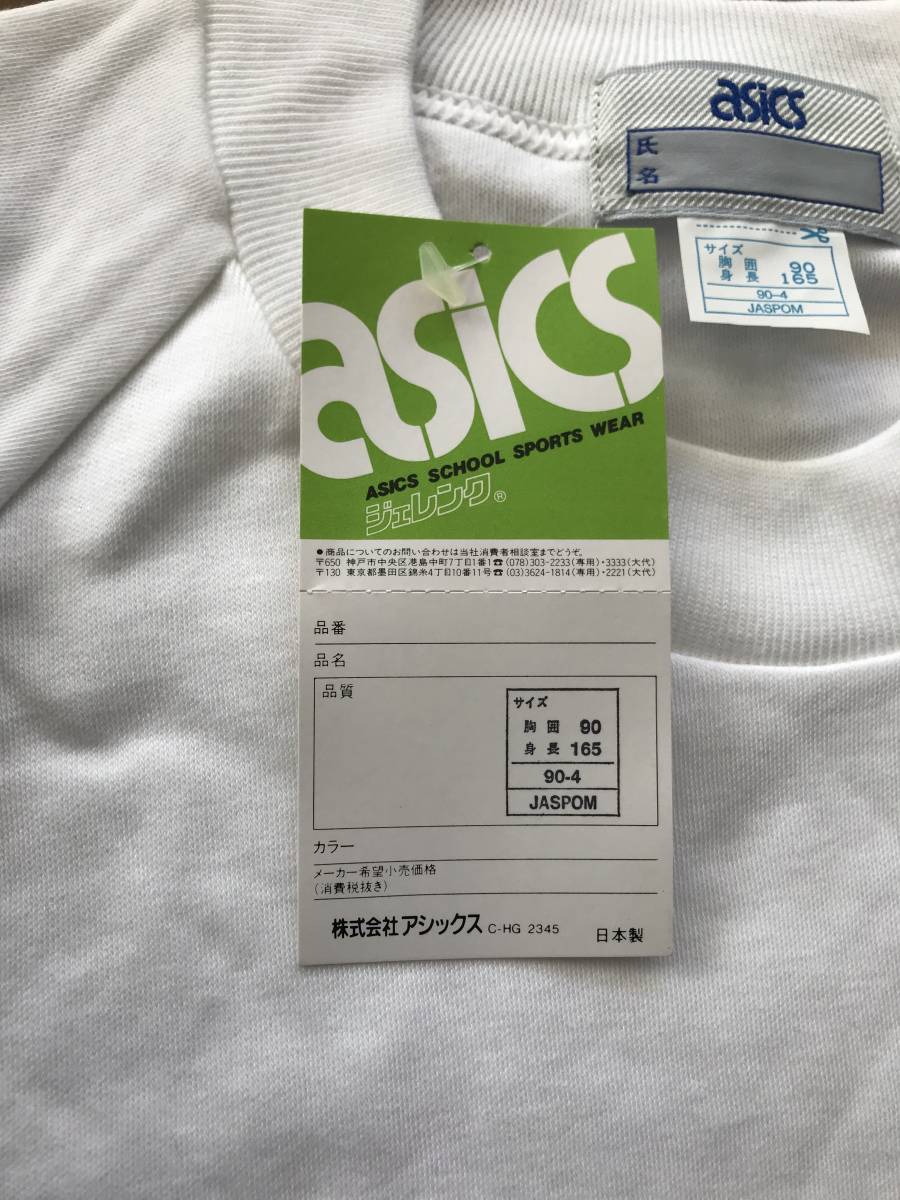 asics
氏
名
サイズ
胸囲 90
身長 165
90-4
JASPOM
asics
ASICS SCHOOL SPORTS WEAR
ジェレンク®
●商品についてのお問い合わせは当社消費者相談室までどうぞ。
〒650 神戸市中央区港島中町7丁目1番1☎(078)303-2233(専用)・3333(大代)
〒130 東京都墨田区錦糸4丁目10番11号☎(03)3624-1814(専用)・2221(大代)
品番
品名
品質
サイズ
胸囲 90
身長 165
90-4
JASPOM
カラー
メーカー希望小売価格
(消費税抜き)
株式会社アシックス C-HG 2345 日本製